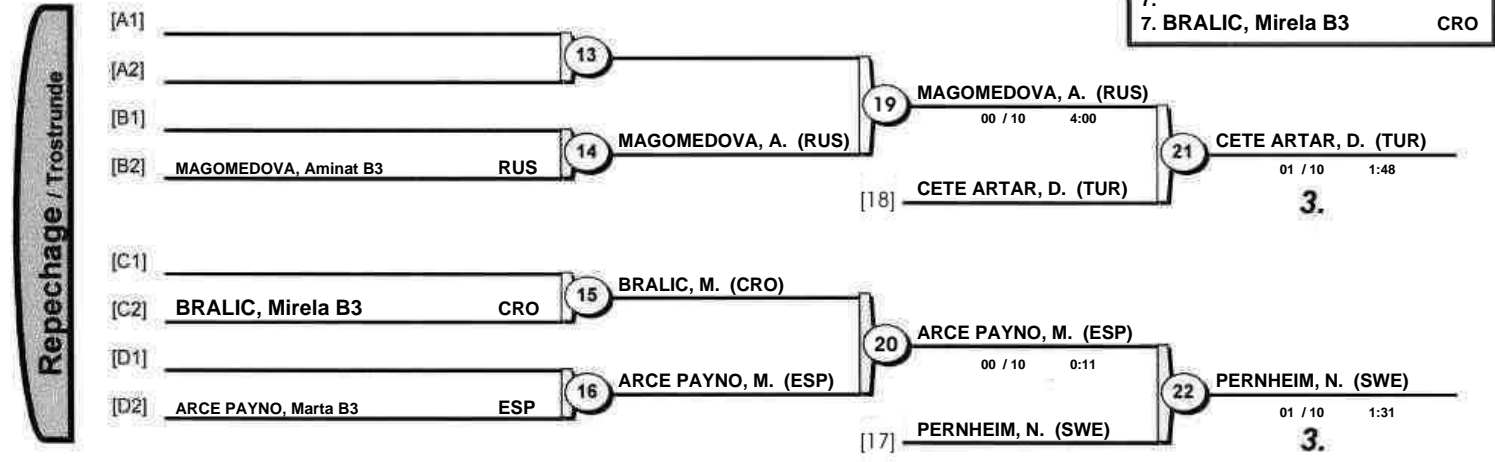 7.
7. BRALIC, Mirela B3 CRO
Repechage / Trostrunde
[A1]
13
[A2]
19
MAGOMEDOVA, A. (RUS)
00 / 10 4:00
[B1]
14
MAGOMEDOVA, A. (RUS)
[B2] MAGOMEDOVA, Aminat B3 RUS
21
CETE ARTAR, D. (TUR)
01 / 10 1:48
[18] CETE ARTAR, D. (TUR)
3.
[C1]
15
BRALIC, M. (CRO)
[C2] BRALIC, Mirela B3 CRO
20
ARCE PAYNO, M. (ESP)
00 / 10 0:11
[D1]
16
ARCE PAYNO, M. (ESP)
[D2] ARCE PAYNO, Marta B3 ESP
22
PERNHEIM, N. (SWE)
01 / 10 1:31
[17] PERNHEIM, N. (SWE)
3.